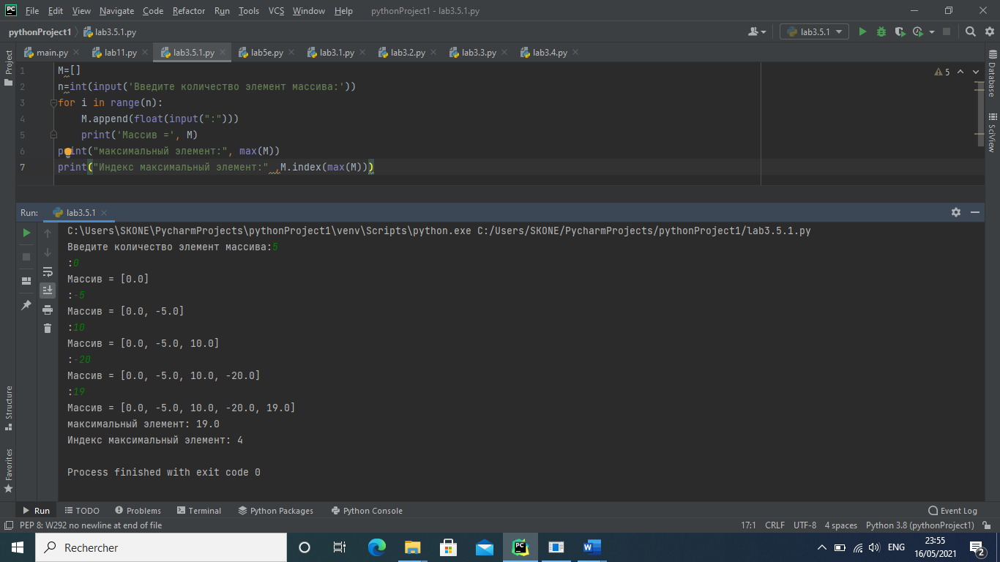 File Edit View Navigate Code Refactor Run Tools VCS Window Help pythonProject1 - lab3.5.1.py
pythonProject1 lab3.5.1.py lab3.5.1
main.py lab11.py lab3.5.1.py lab5e.py lab3.1.py lab3.2.py lab3.3.py lab3.4.py
Project
Structure
Favorites
Database
SciView
5
1 M=[]
2 n=int(input('Введите количество элемент массива:'))
3 for i in range(n):
4 M.append(float(input(":")))
5 print('Массив =', M)
6 print("максимальный элемент:", max(M))
7 print("Индекс максимальный элемент:" ,M.index(max(M)))
Run: lab3.5.1
C:\Users\SKONE\PycharmProjects\pythonProject1\venv\Scripts\python.exe C:/Users/SKONE/PycharmProjects/pythonProject1/lab3.5.1.py
Введите количество элемент массива:5
:0
Массив = [0.0]
:-5
Массив = [0.0, -5.0]
:10
Массив = [0.0, -5.0, 10.0]
:-20
Массив = [0.0, -5.0, 10.0, -20.0]
:19
Массив = [0.0, -5.0, 10.0, -20.0, 19.0]
максимальный элемент: 19.0
Индекс максимальный элемент: 4
Process finished with exit code 0
Run TODO Problems Terminal Python Packages Python Console Event Log
PEP 8: W292 no newline at end of file 17:1 CRLF UTF-8 4 spaces Python 3.8 (pythonProject1)
Rechercher
ENG
23:55
16/05/2021
2